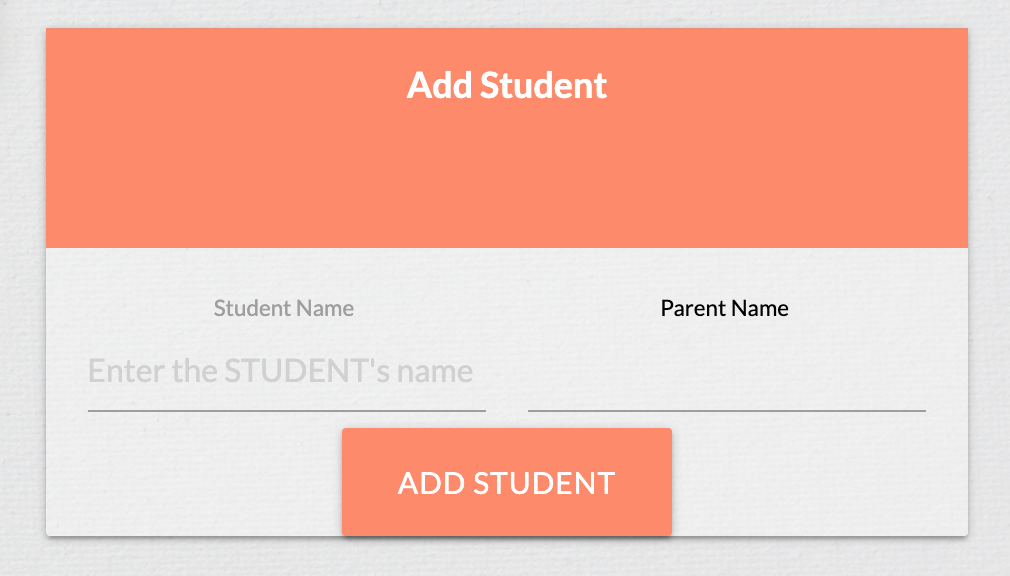 Add Student
Student Name
Parent Name
Enter the STUDENT's name
ADD STUDENT